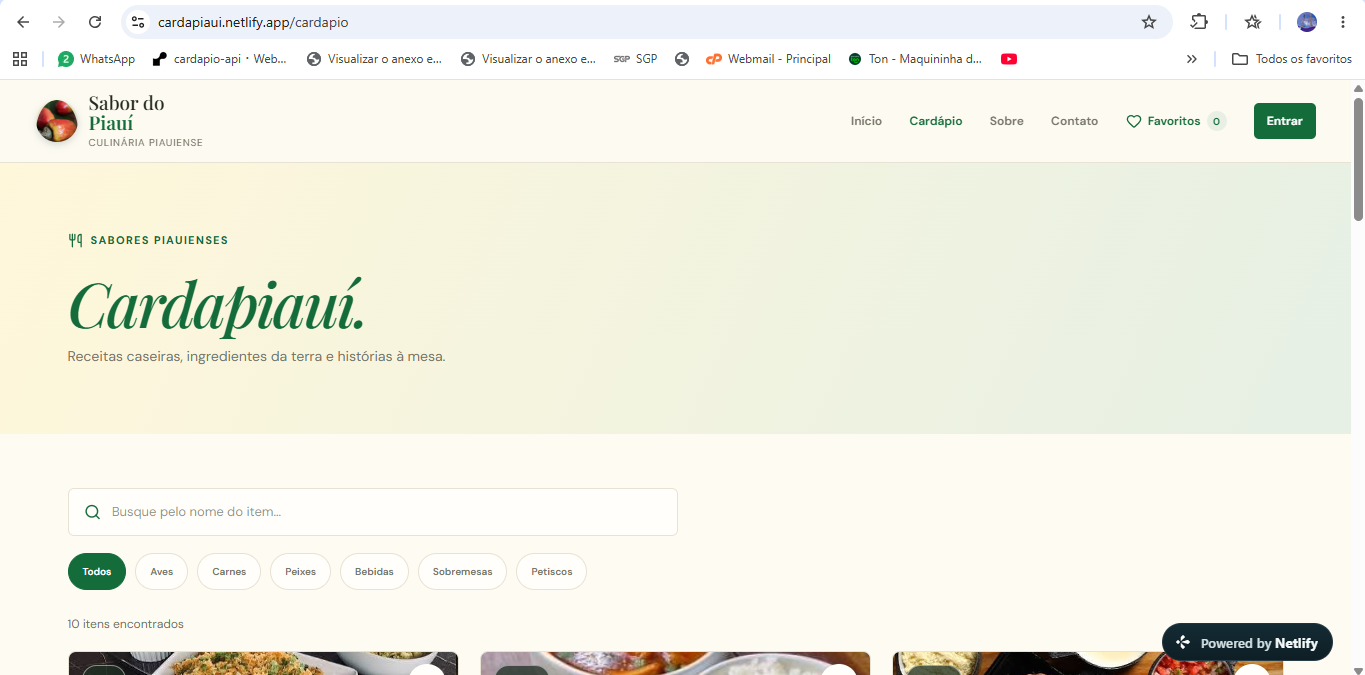 cardapiaui.netlify.app/cardapio
2 WhatsApp cardapio-api · Web... Visualizar o anexo e... Visualizar o anexo e... SGP SGP Webmail - Principal Ton - Maquininha d... Todos os favoritos
Sabor do
Piauí
CULINÁRIA PIAUIENSE
Início Cardápio Sobre Contato Favoritos 0 Entrar
SABORES PIAUIENSES
Cardapiauí.
Receitas caseiras, ingredientes da terra e histórias à mesa.
Busque pelo nome do item...
Todos Aves Carnes Peixes Bebidas Sobremesas Petiscos
10 itens encontrados
Powered by Netlify